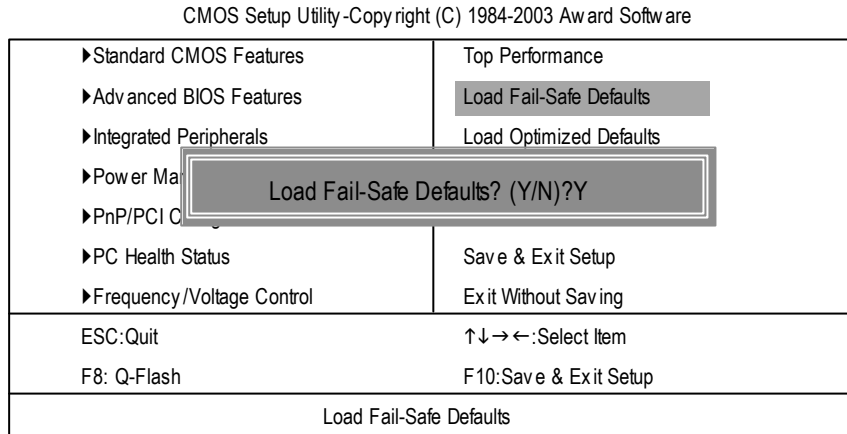 CMOS Setup Utility-Copyright (C) 1984-2003 Award Software
▶Standard CMOS Features Top Performance
▶Advanced BIOS Features Load Fail-Safe Defaults
▶Integrated Peripherals Load Optimized Defaults
▶Power
Load Fail-Safe Defaults? (Y/N)?Y
▶PnP/PCI
▶PC Health Status Save & Exit Setup
▶Frequency/Voltage Control Exit Without Saving
ESC:Quit ↑↓→←:Select Item
F8: Q-Flash F10:Save & Exit Setup
Load Fail-Safe Defaults